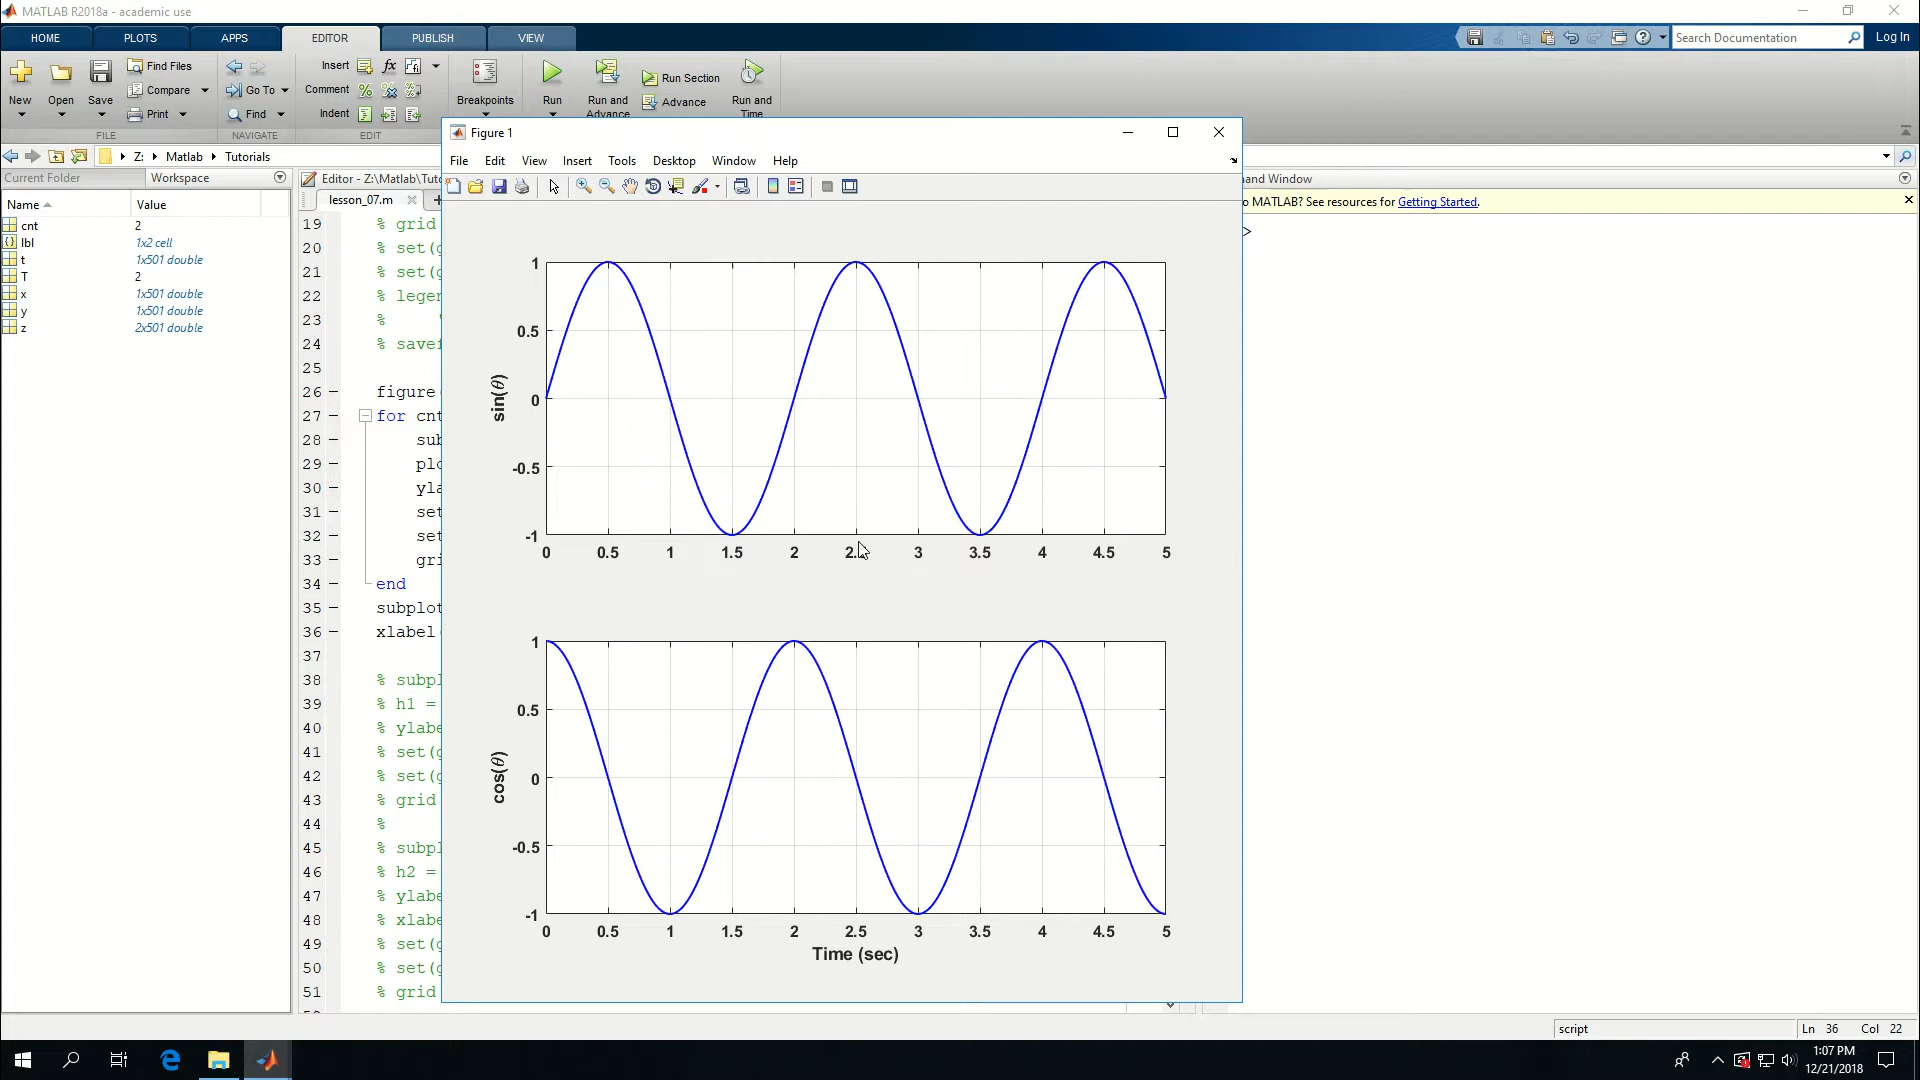 MATLAB R2018a - academic use
HOME PLOTS APPS EDITOR PUBLISH VIEW
Search Documentation
Log In
New Open Save
Find Files
Compare
Print
FILE
Go To
Find
NAVIGATE
Insert fx
Comment
Indent
EDIT
Breakpoints
Run
Run and Advance
Run Section
Advance
Run and Time
Z: Matlab Tutorials
Current Folder
Workspace
Name Value
cnt 2
lbl 1x2 cell
t 1x501 double
T 2
x 1x501 double
y 1x501 double
z 2x501 double
Editor - Z:\Matlab\Tuto
lesson_07.m
19 % grid
20 % set(g
21 % set(g
22 % leger
23 %
24 % savef
25
26 figure(
27 for cnt
28 sub
29 plo
30 yla
31 set
32 set
33 gri
34 end
35 subplot
36 xlabel(
37
38 % subpl
39 % h1 =
40 % ylabe
41 % set(g
42 % set(g
43 % grid
44 %
45 % subpl
46 % h2 =
47 % ylabe
48 % xlabe
49 % set(g
50 % set(g
51 % grid
Figure 1
File Edit View Insert Tools Desktop Window Help
1
0.5
0
-0.5
-1
sin(θ)
0 0.5 1 1.5 2 2.5 3 3.5 4 4.5 5
1
0.5
0
-0.5
-1
cos(θ)
0 0.5 1 1.5 2 2.5 3 3.5 4 4.5 5
Time (sec)
and Window
o MATLAB? See resources for Getting Started.
>
script
Ln 36 Col 22
1:07 PM
12/21/2018